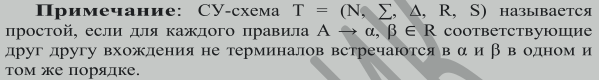 Примечание: СУ-схема T = (N, ∑, Δ, R, S) называется
простой, если для каждого правила A → α, β ∈ R соответствующие
друг другу вхождения не терминалов встречаются в α и β в одном и
том же порядке.